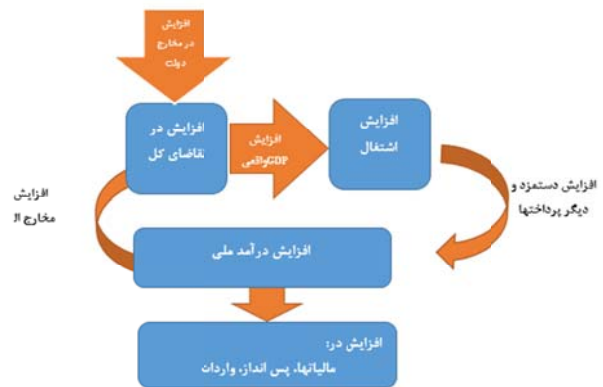 افزایش
در مخارج
دولت
افزایش در
تقاضای کل
افزایش
GDPواقعی
افزایش
اشتغال
افزایش دستمزد و
دیگر پرداختها
افزایش
مخارج ال
افزایش درآمد ملی
افزایش در:
مالیاتها، پس انداز، واردات